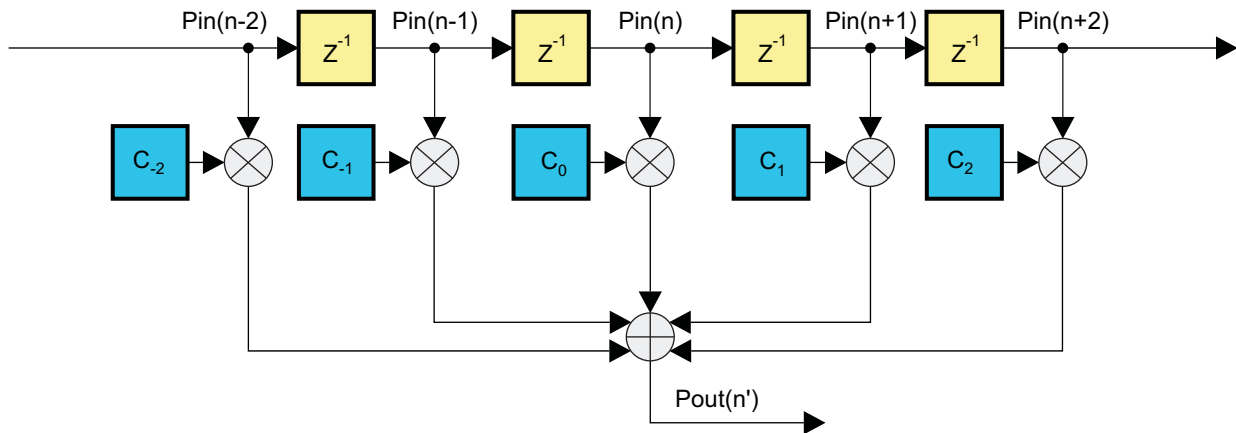 Pin(n-2) Pin(n-1) Pin(n) Pin(n+1) Pin(n+2)
Z⁻¹ Z⁻¹ Z⁻¹ Z⁻¹
C₋₂ C₋₁ C₀ C₁ C₂
Pout(n')